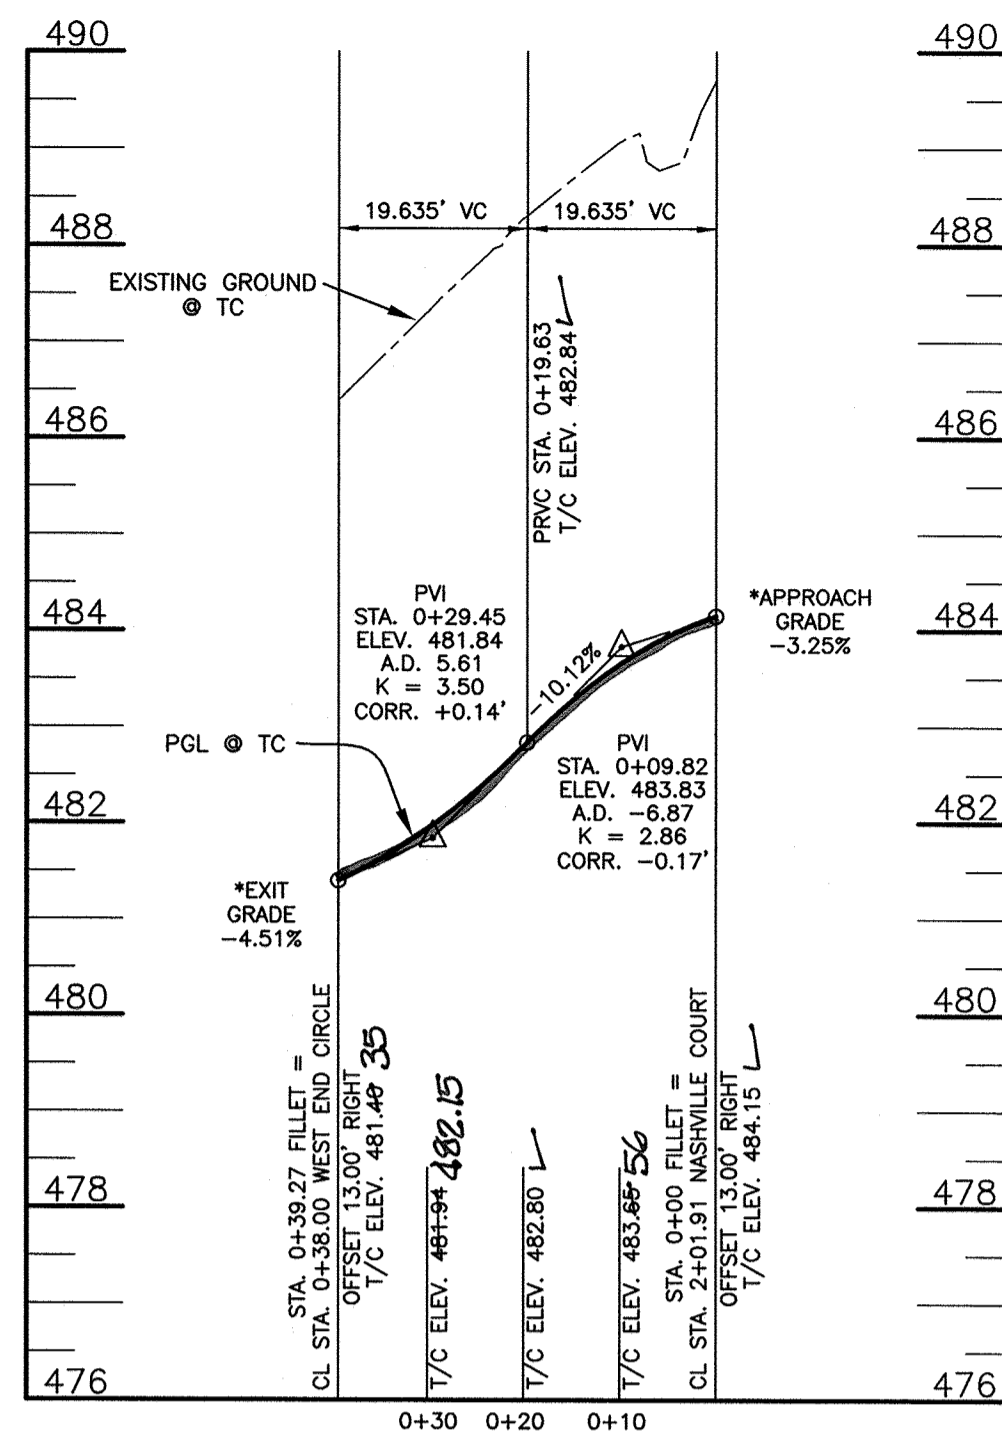 490
488
486
484
482
480
478
476
490
488
486
484
482
480
478
476
19.635' VC
19.635' VC
EXISTING GROUND
@ TC
PRVC STA. 0+19.63
T/C ELEV. 482.84 ✓
PVI
STA. 0+29.45
ELEV. 481.84
A.D. 5.61
K = 3.50
CORR. +0.14'
*APPROACH
GRADE
-3.25%
-10.12%
PGL @ TC
PVI
STA. 0+09.82
ELEV. 483.83
A.D. -6.87
K = 2.86
CORR. -0.17'
*EXIT
GRADE
-4.51%
STA. 0+39.27 FILLET =
CL STA. 0+38.00 WEST END CIRCLE
OFFSET 13.00' RIGHT
T/C ELEV. 481.40 35
T/C ELEV. 481.94 482.15
T/C ELEV. 482.80 ✓
T/C ELEV. 483.65 56
STA. 0+00 FILLET =
CL STA. 2+01.91 NASHVILLE COURT
OFFSET 13.00' RIGHT
T/C ELEV. 484.15 ✓
0+30
0+20
0+10